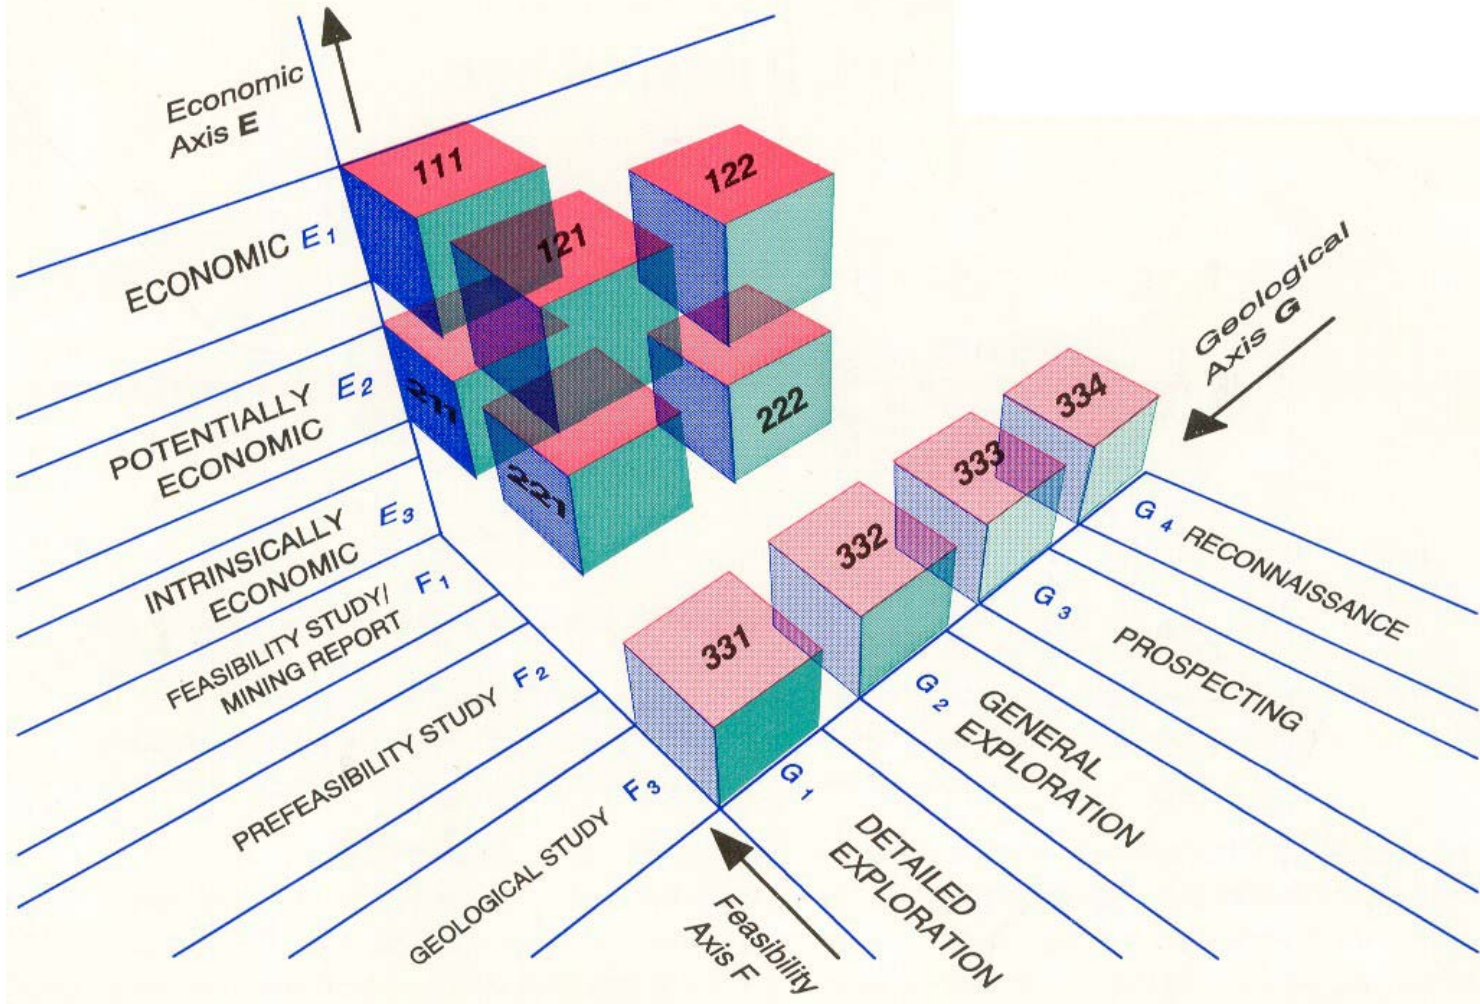 Economic
Axis E
111
122
121
ECONOMIC E1
211
222
221
POTENTIALLY
ECONOMIC
E2
INTRINSICALLY
ECONOMIC
E3
Geological
Axis G
334
333
332
331
FEASIBILITY STUDY/
MINING REPORT
F1
PREFEASIBILITY STUDY F2
GEOLOGICAL STUDY F3
G4 RECONNAISSANCE
G3 PROSPECTING
G2 GENERAL
EXPLORATION
G1
DETAILED
EXPLORATION
Feasibility
Axis F